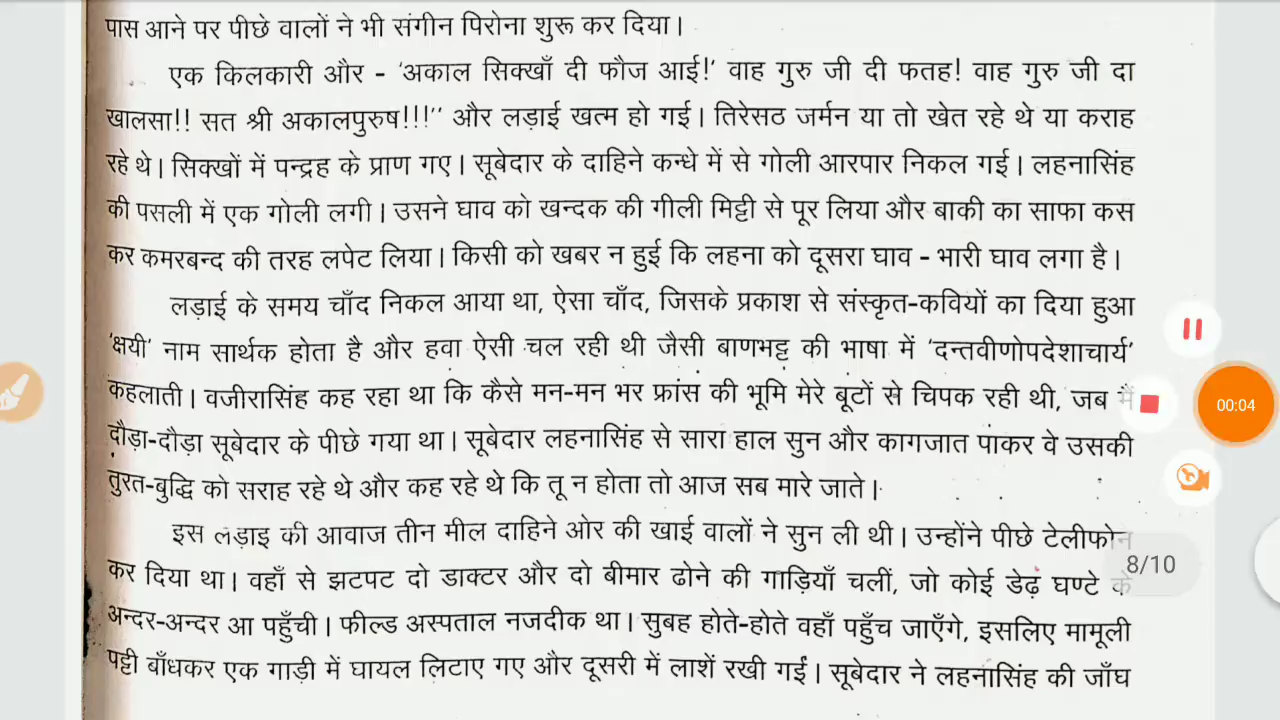 पास आने पर पीछे वालों ने भी संगीन पिरोना शुरू कर दिया।
एक किलकारी और - 'अकाल सिक्खाँ दी फौज आई!' वाह गुरु जी दी फतह! वाह गुरु जी दा
खालसा!! सत श्री अकालपुरुष!!!'' और लड़ाई खत्म हो गई। तिरेसठ जर्मन या तो खेत रहे थे या कराह
रहे थे। सिक्खों में पन्द्रह के प्राण गए। सूबेदार के दाहिने कन्धे में से गोली आरपार निकल गई। लहनासिंह
की पसली में एक गोली लगी। उसने घाव को खन्दक की गीली मिट्टी से पूर लिया और बाकी का साफा कस
कर कमरबन्द की तरह लपेट लिया। किसी को खबर न हुई कि लहना को दूसरा घाव - भारी घाव लगा है।
लड़ाई के समय चाँद निकल आया था, ऐसा चाँद, जिसके प्रकाश से संस्कृत-कवियों का दिया हुआ
'क्षयी' नाम सार्थक होता है और हवा ऐसी चल रही थी जैसी बाणभट्ट की भाषा में 'दन्तवीणोपदेशाचार्य'
कहलाती। वजीरासिंह कह रहा था कि कैसे मन-मन भर फ्रांस की भूमि मेरे बूटों से चिपक रही थी, जब मैं
दौड़ा-दौड़ा सूबेदार के पीछे गया था। सूबेदार लहनासिंह से सारा हाल सुन और कागजात पाकर वे उसकी
तुरत-बुद्धि को सराह रहे थे और कह रहे थे कि तू न होता तो आज सब मारे जाते।
इस लड़ाइ की आवाज तीन मील दाहिने ओर की खाई वालों ने सुन ली थी। उन्होंने पीछे टेलीफोन
कर दिया था। वहाँ से झटपट दो डाक्टर और दो बीमार ढोने की गाड़ियाँ चलीं, जो कोई डेढ़ घण्टे के
अन्दर-अन्दर आ पहुँची। फील्ड अस्पताल नजदीक था। सुबह होते-होते वहाँ पहुँच जाएँगे, इसलिए मामूली
पट्टी बाँधकर एक गाड़ी में घायल लिटाए गए और दूसरी में लाशें रखी गईं। सूबेदार ने लहनासिंह की जाँघ
00:04
8/10